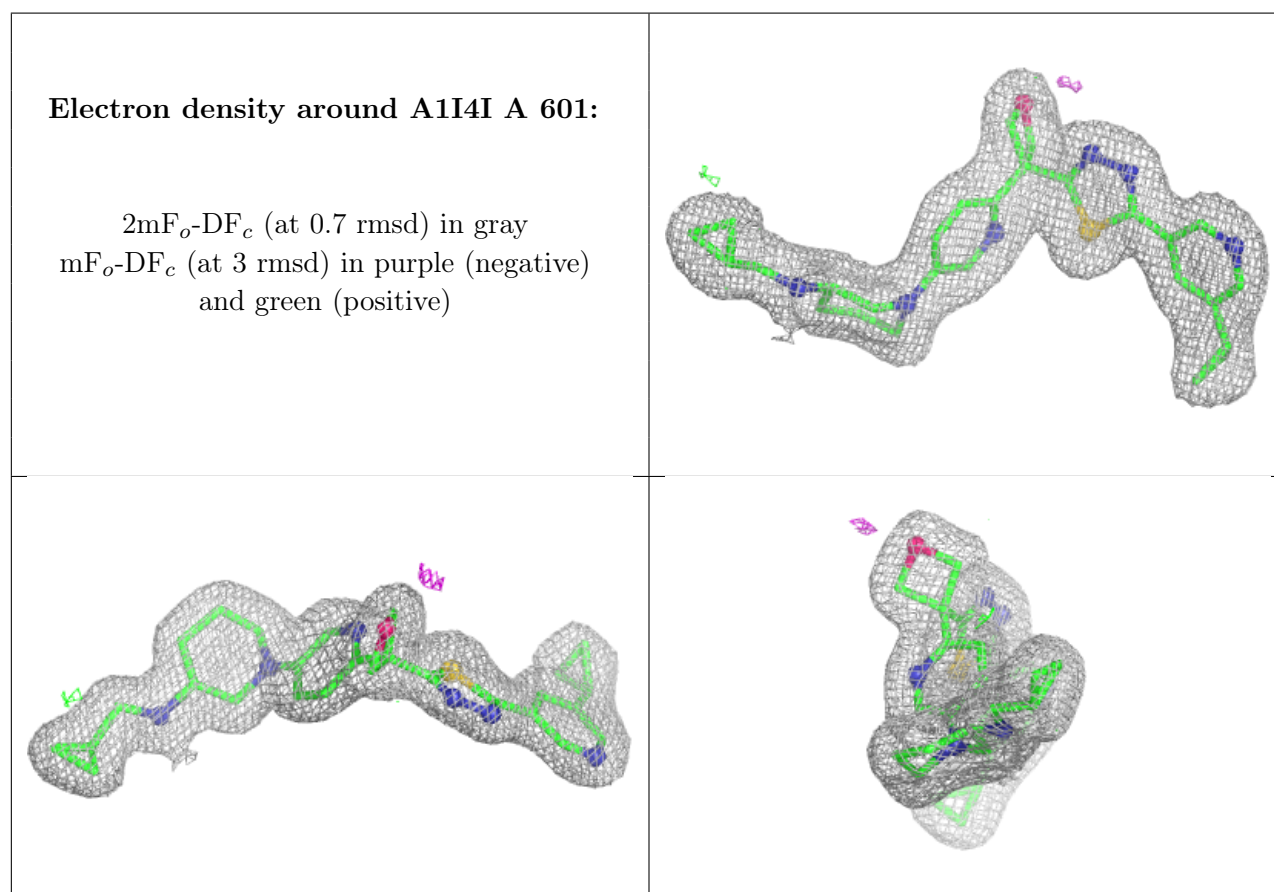 Electron density around A1I4I A 601:
2mFo-DFc (at 0.7 rmsd) in gray
mFo-DFc (at 3 rmsd) in purple (negative)
and green (positive)